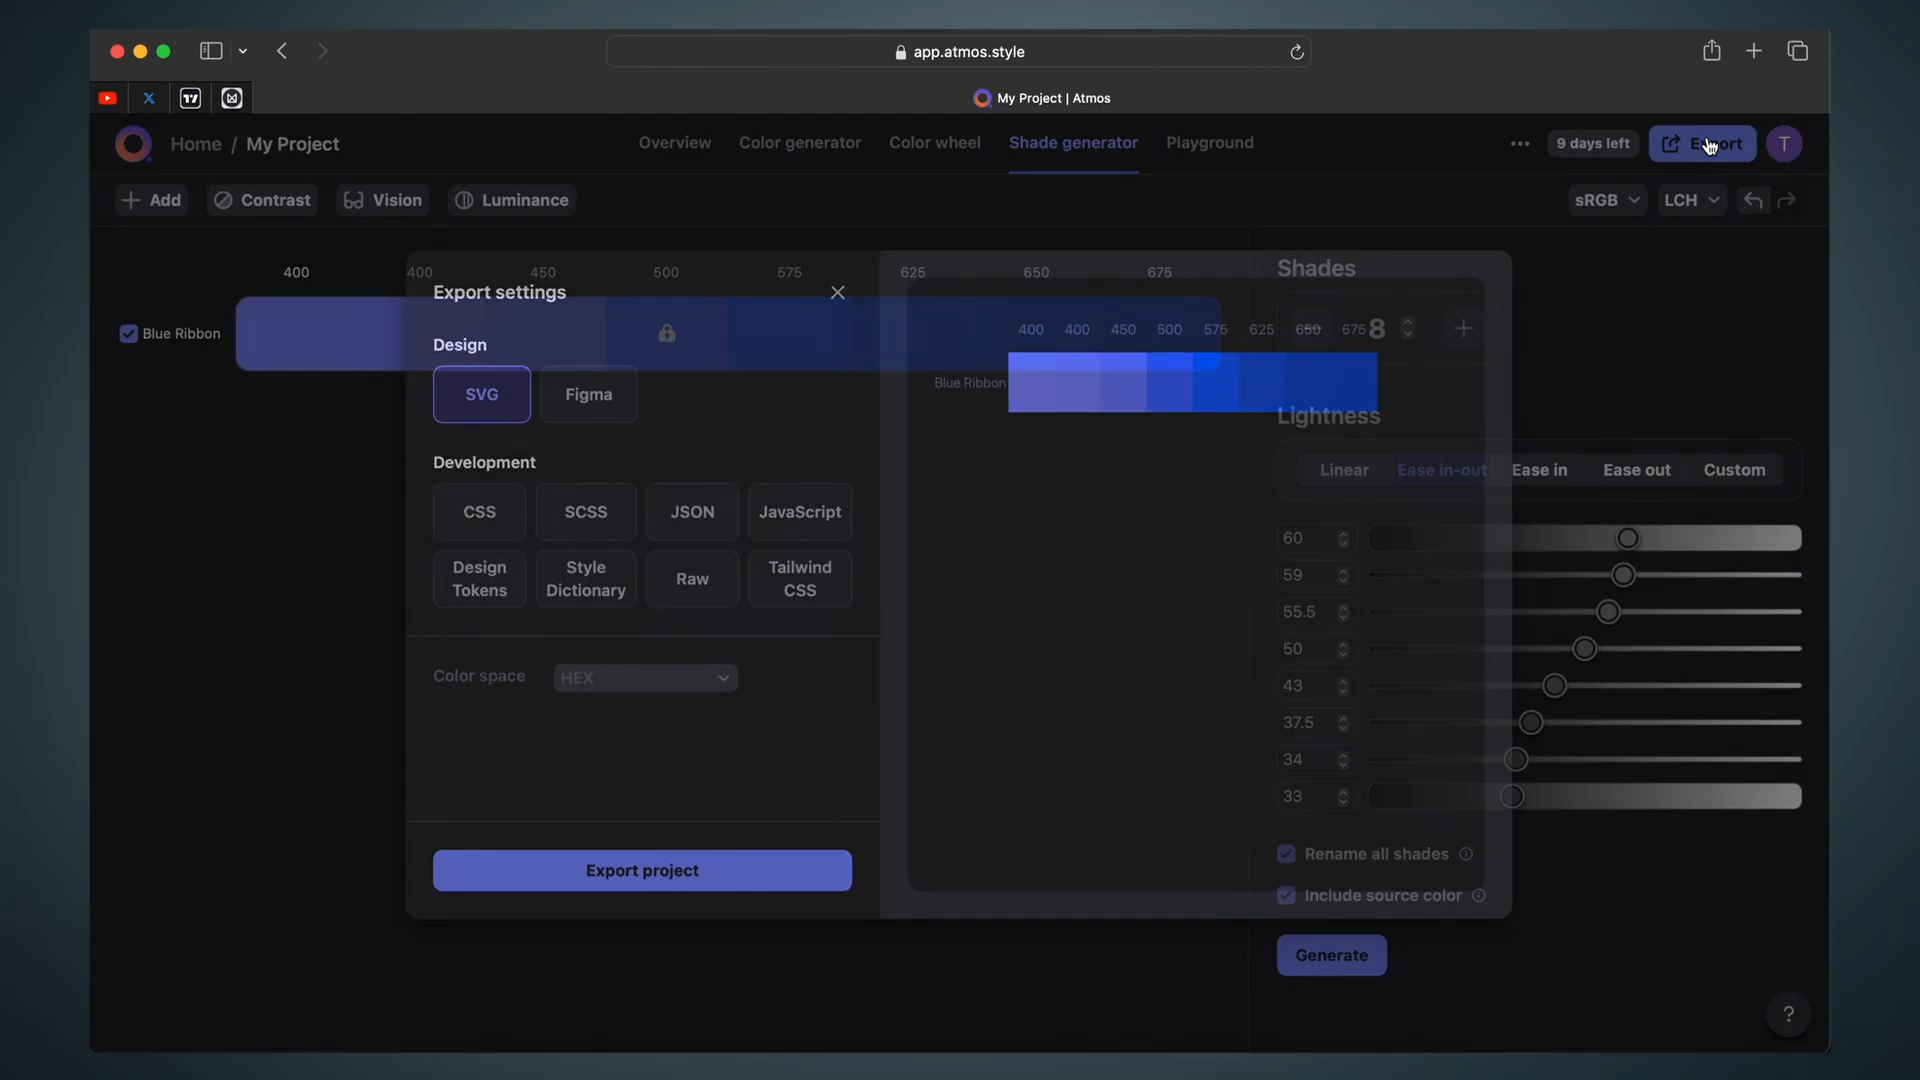 app.atmos.style
My Project | Atmos
Home / My Project
Overview
Color generator
Color wheel
Shade generator
Playground
9 days left
Export
T
Add
Contrast
Vision
Luminance
sRGB
LCH
400
400
450
500
575
625
650
675
Blue Ribbon
Export settings
Design
SVG
Figma
Development
CSS
SCSS
JSON
JavaScript
Design
Tokens
Style
Dictionary
Raw
Tailwind
CSS
Color space
HEX
Export project
400
400
450
500
575
625
650
675
Blue Ribbon
Shades
8
Lightness
Linear
Ease in-out
Ease in
Ease out
Custom
60
59
55.5
50
43
37.5
34
33
Rename all shades
Include source color
Generate
?